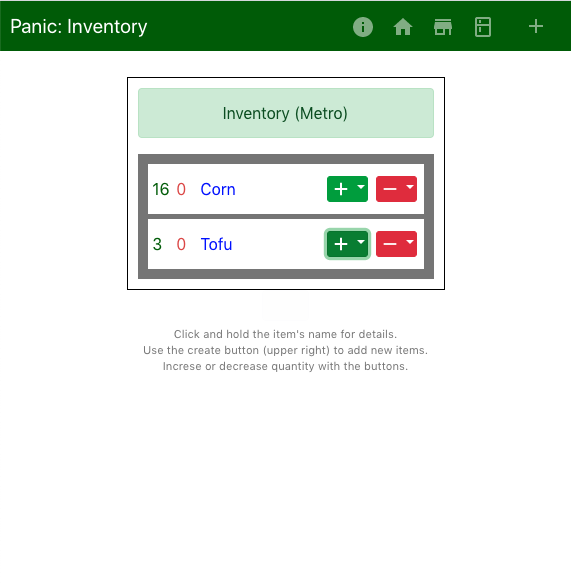 Panic: Inventory
Inventory (Metro)
16 0 Corn
3 0 Tofu
Click and hold the item's name for details.
Use the create button (upper right) to add new items.
Increse or decrease quantity with the buttons.